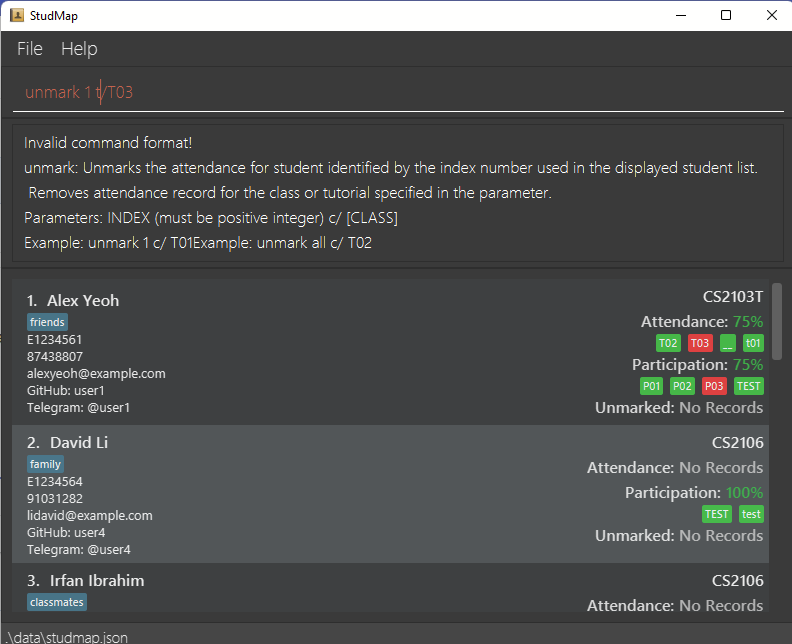 StudMap
File Help
unmark 1 t/T03
Invalid command format!
unmark: Unmarks the attendance for student identified by the index number used in the displayed student list.
Removes attendance record for the class or tutorial specified in the parameter.
Parameters: INDEX (must be positive integer) c/ [CLASS]
Example: unmark 1 c/ T01Example: unmark all c/ T02
1. Alex Yeoh
friends
E1234561
87438807
alexyeoh@example.com
GitHub: user1
Telegram: @user1
CS2103T
Attendance: 75%
T02 T03 __ t01
Participation: 75%
P01 P02 P03 TEST
Unmarked: No Records
2. David Li
family
E1234564
91031282
lidavid@example.com
GitHub: user4
Telegram: @user4
CS2106
Attendance: No Records
Participation: 100%
TEST test
Unmarked: No Records
3. Irfan Ibrahim
classmates
CS2106
Attendance: No Records
.\data\studmap.json